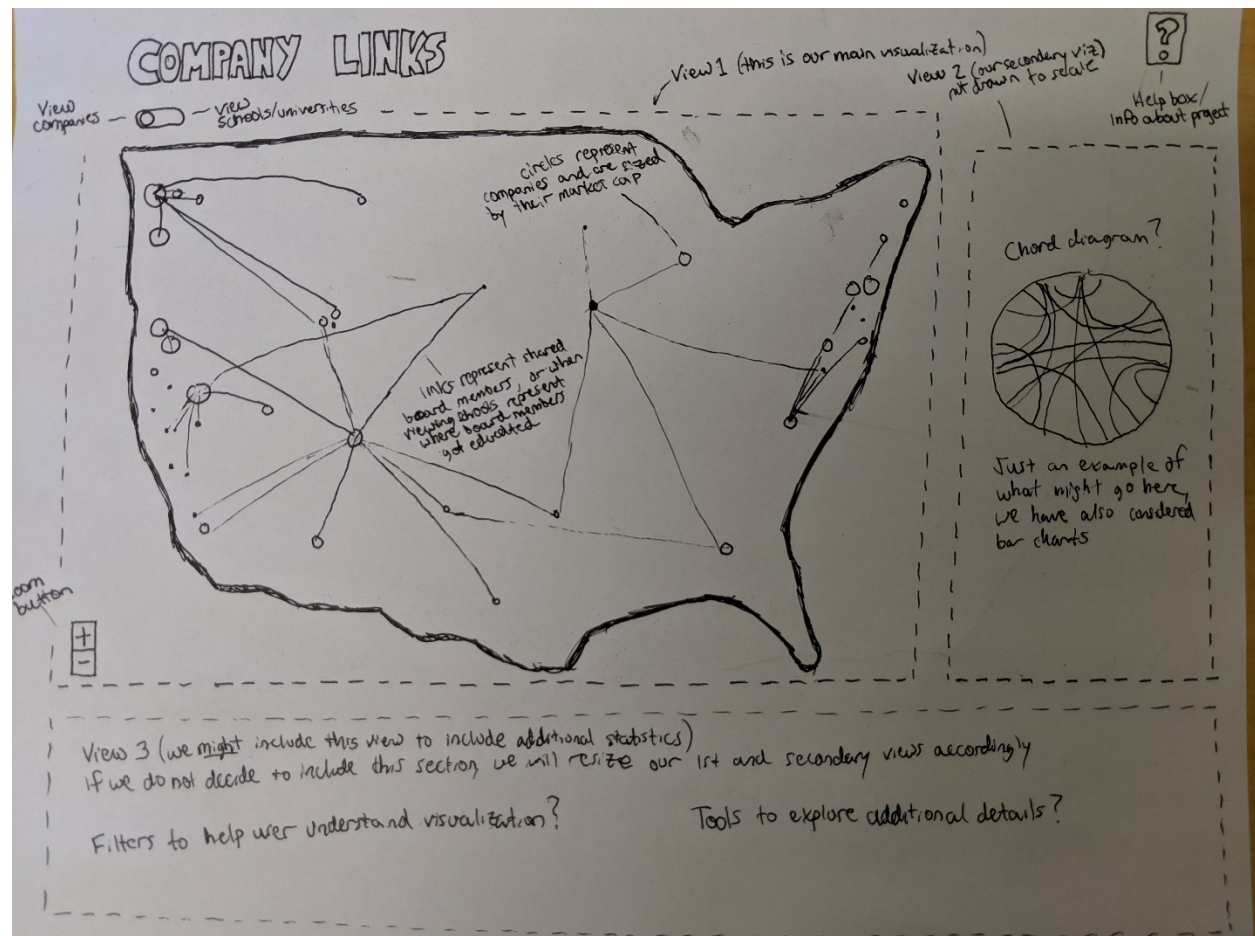 COMPANY LINKS
?
View 1 (this is our main visualization)
View 2 (our secondary viz)
not drawn to scale
Help box/
Info about project
View
companies
view
schools/universities
circles represent
companies and are sized
by their market cap
links represent shared
board members, or when
viewing schools represent
where board members
got educated
Chord diagram?
Just an example of
what might go here,
we have also considered
bar charts
oom
button
+
-
View 3 (we might include this view to include additional statistics)
if we do not decide to include this section, we will resize our 1st and secondary views accordingly
Filters to help user understand visualization?
Tools to explore additional details?